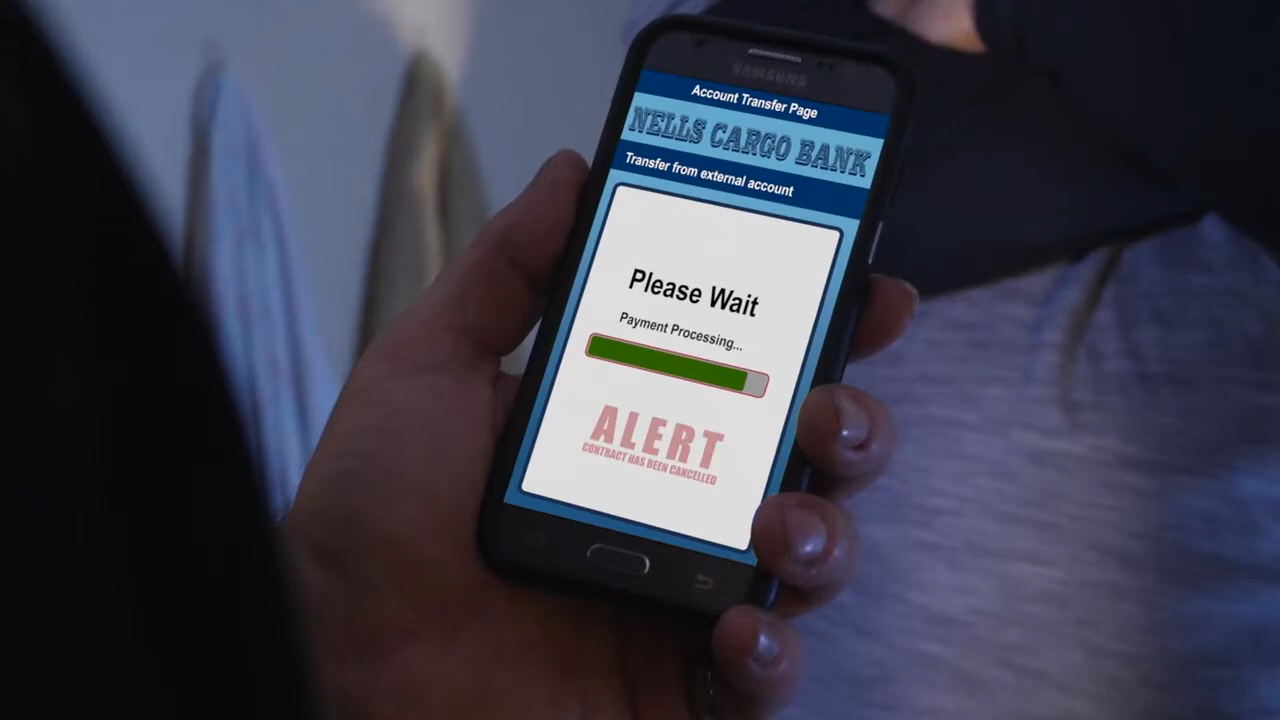 SAMSUNG
Account Transfer Page
NELLS CARGO BANK
Transfer from external account
Please Wait
Payment Processing...
ALERT
CONTRACT HAS BEEN CANCELLED